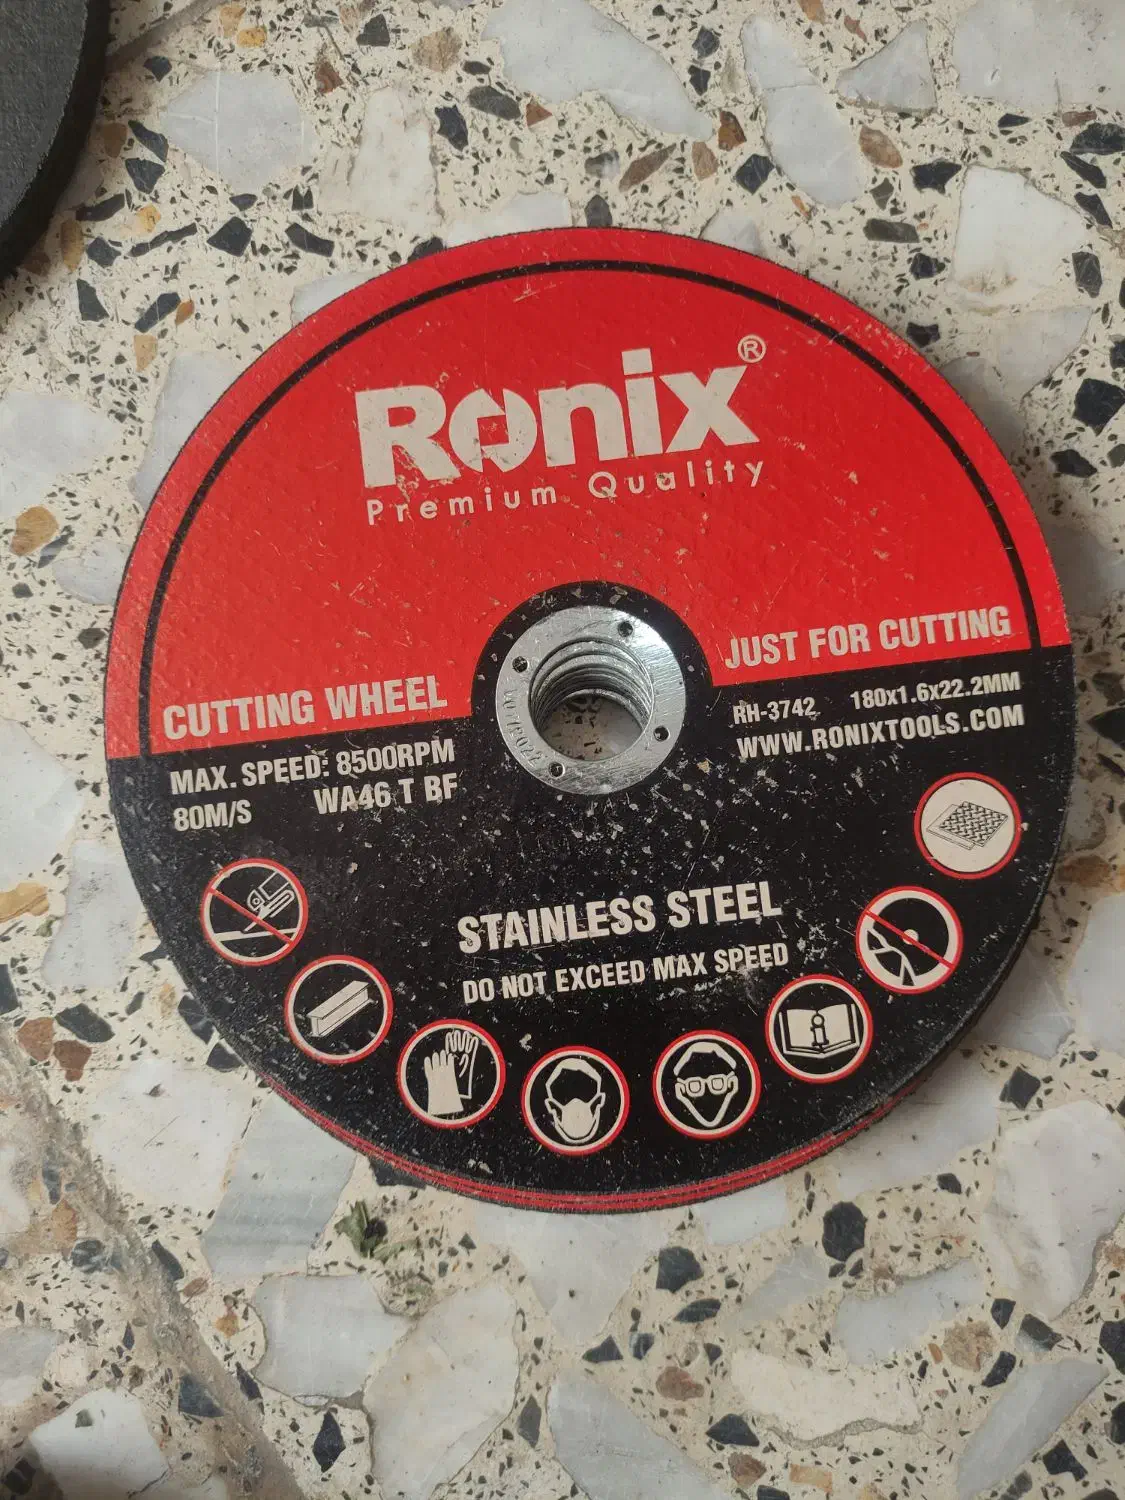 Ronix®
Premium Quality
CUTTING WHEEL
JUST FOR CUTTING
MAX. SPEED: 8500RPM
80M/S WA46 T BF
RH-3742 180x1.6x22.2MM
WWW.RONIXTOOLS.COM
STAINLESS STEEL
DO NOT EXCEED MAX SPEED